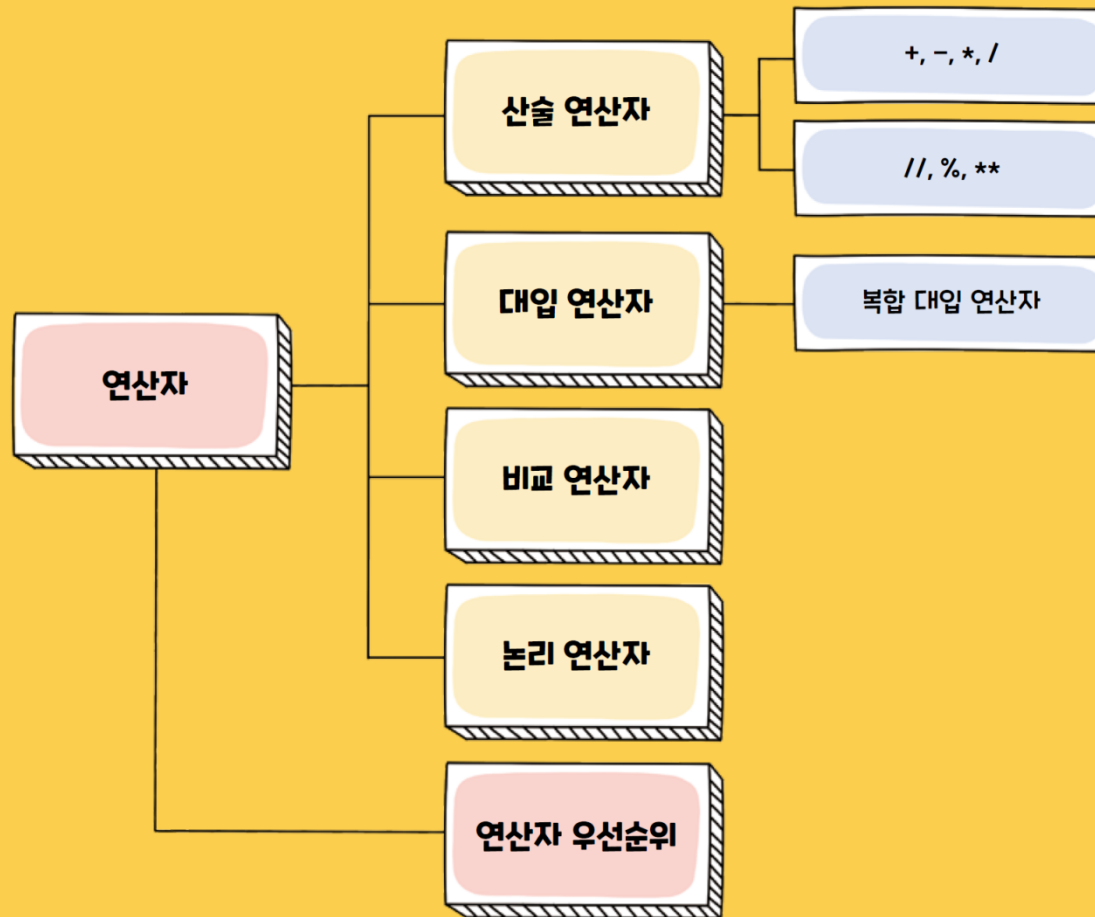 연산자
산술 연산자
+, -, *, /
//, %, **
대입 연산자
복합 대입 연산자
비교 연산자
논리 연산자
연산자 우선순위